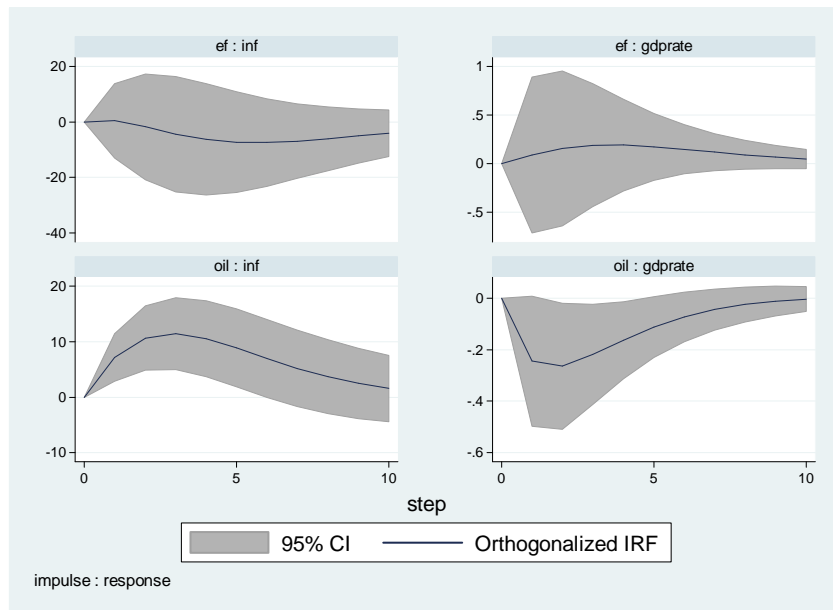 ef : inf
ef : gdprate
20
0
-20
-40
1
.5
0
-.5
oil : inf
oil : gdprate
20
10
0
-10
0
-.2
-.4
-.6
0 5 10
0 5 10
step
95% CI
Orthogonalized IRF
impulse : response